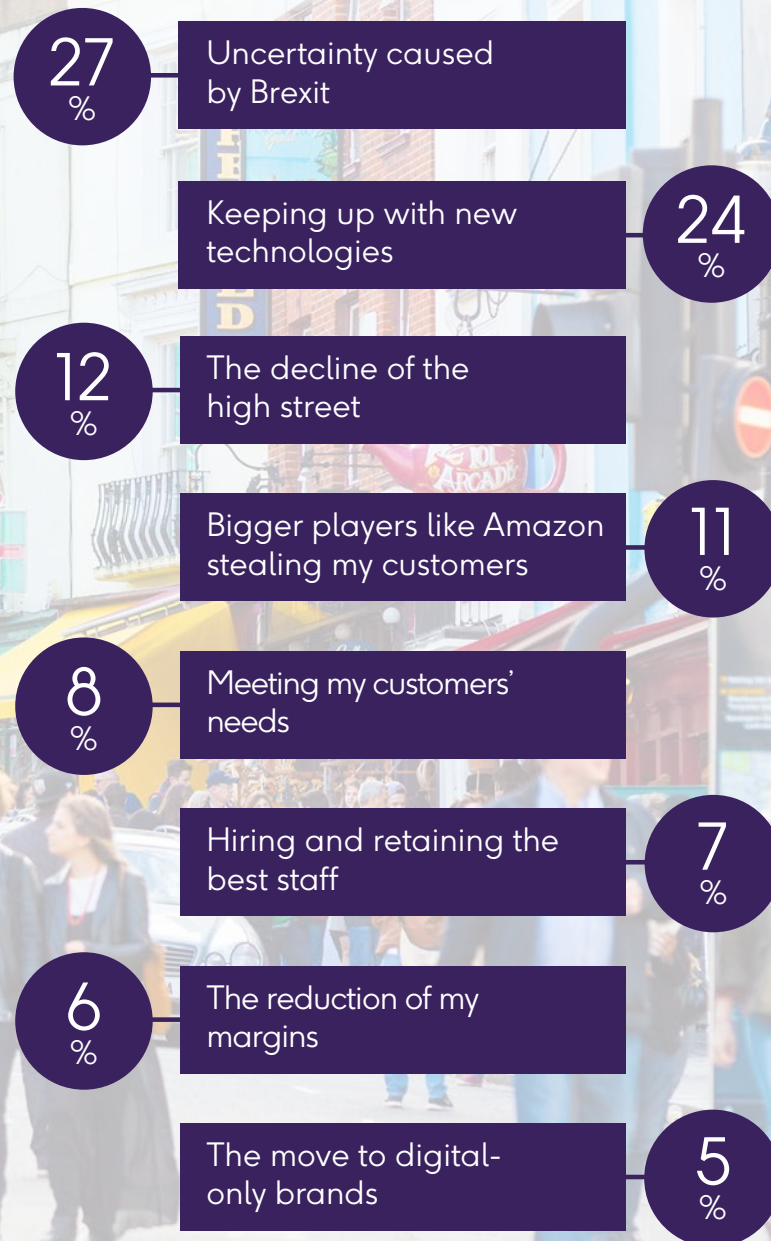 27
%
Uncertainty caused
by Brexit
Keeping up with new
technologies
24
%
12
%
The decline of the
high street
101
ARCADE
Bigger players like Amazon
stealing my customers
11
%
8
%
Meeting my customers’
needs
Hiring and retaining the
best staff
7
%
6
%
The reduction of my
margins
The move to digital-
only brands
5
%